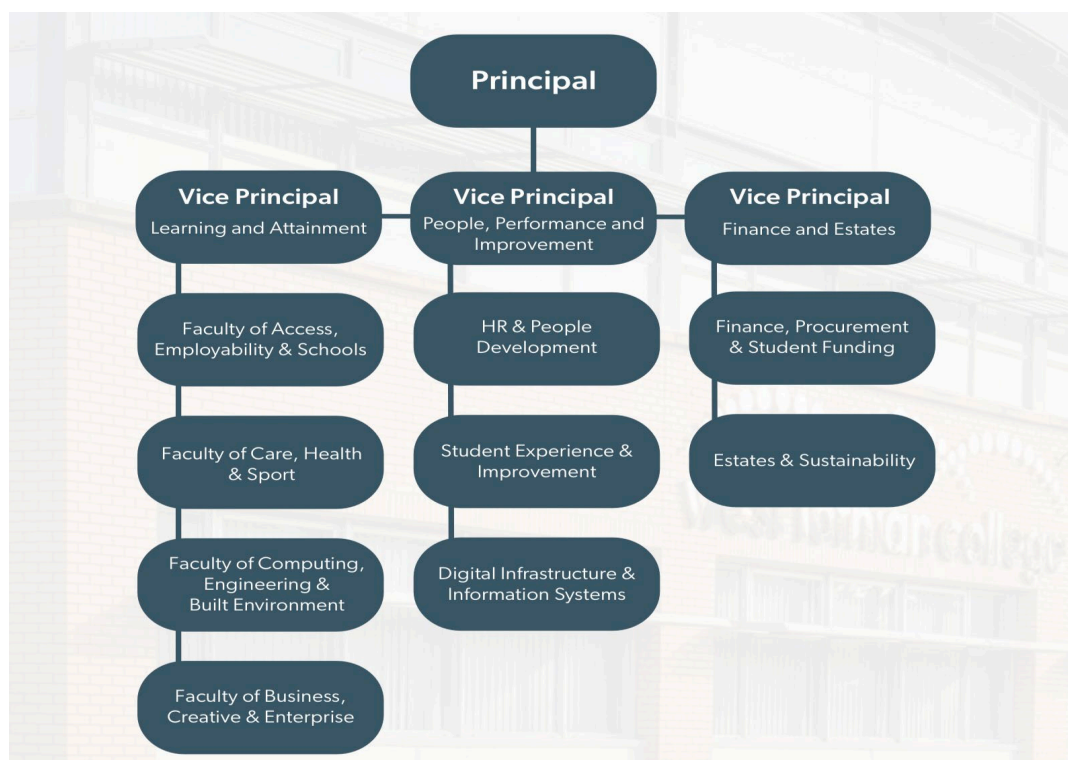 Principal
Vice Principal
Learning and Attainment
Vice Principal
People, Performance and
Improvement
Vice Principal
Finance and Estates
Faculty of Access,
Employability & Schools
HR & People
Development
Finance, Procurement
& Student Funding
Faculty of Care, Health
& Sport
Student Experience &
Improvement
Estates & Sustainability
Faculty of Computing,
Engineering &
Built Environment
Digital Infrastructure &
Information Systems
Faculty of Business,
Creative & Enterprise